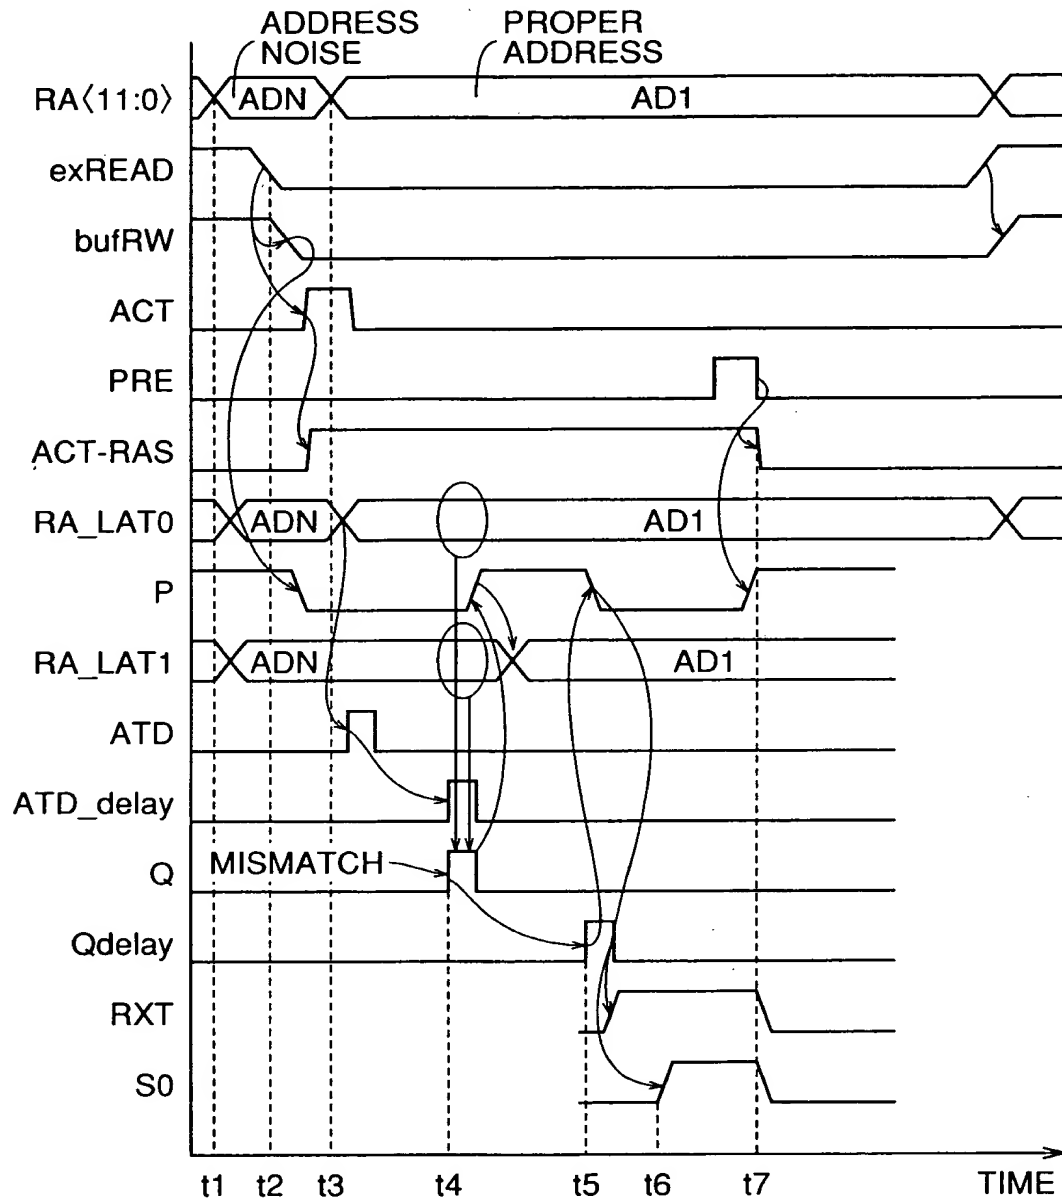 ADDRESS NOISE
PROPER ADDRESS
RA⟨11:0⟩ ADN AD1
exREAD
bufRW
ACT
PRE
ACT-RAS
RA_LAT0 ADN AD1
P
RA_LAT1 ADN AD1
ATD
ATD_delay
MISMATCH
Q
Qdelay
RXT
S0
t1 t2 t3 t4 t5 t6 t7 TIME